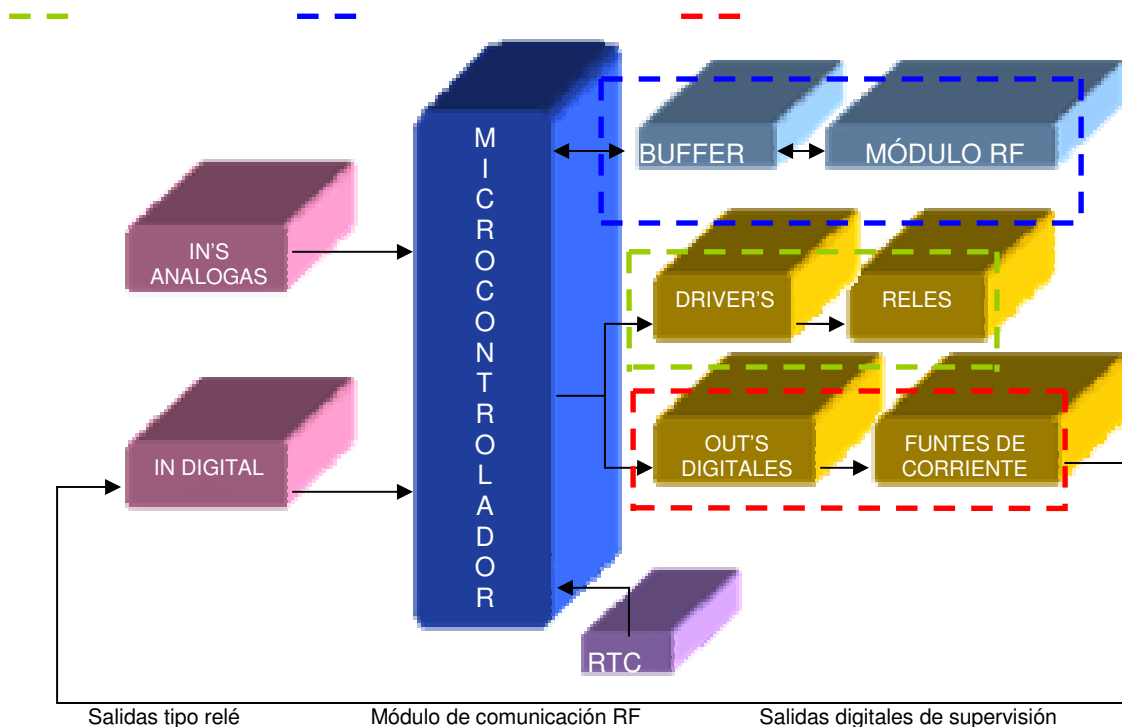 MICROCONTROLADOR
BUFFER
MÓDULO RF
IN'S
ANALOGAS
DRIVER'S
RELES
IN DIGITAL
OUT'S
DIGITALES
FUNTES DE
CORRIENTE
RTC
Salidas tipo relé
Módulo de comunicación RF
Salidas digitales de supervisión